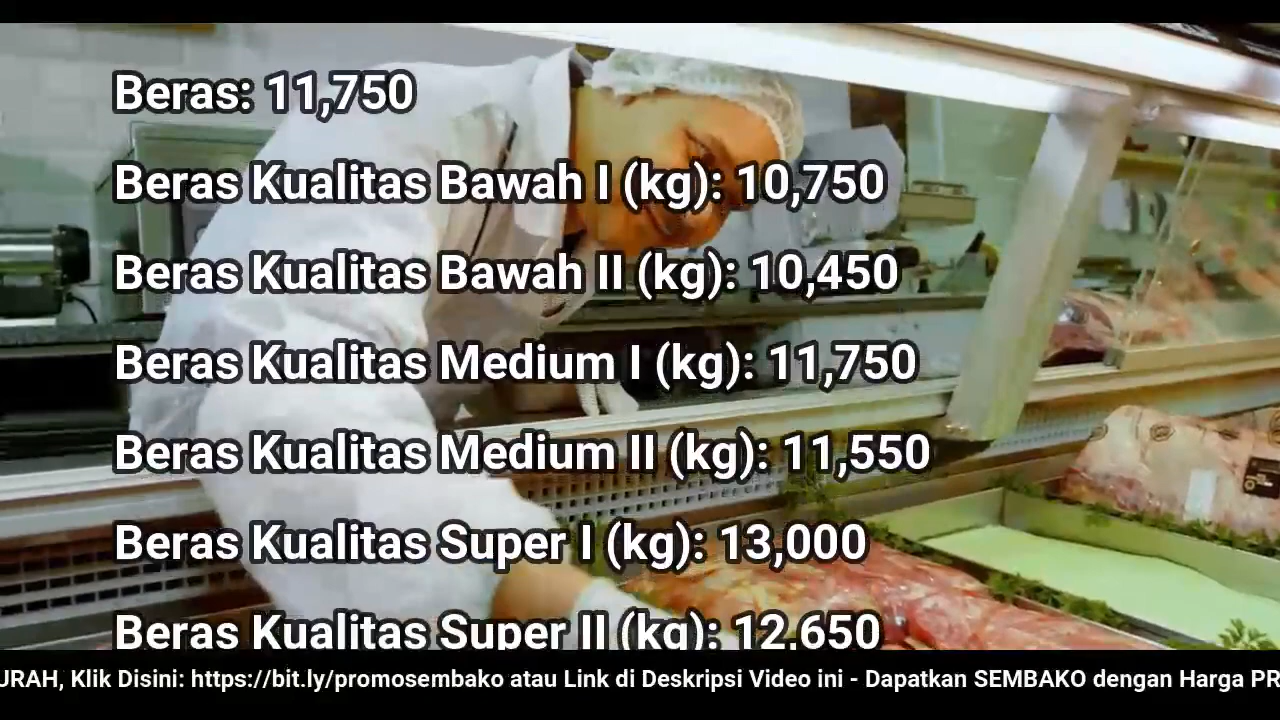 Beras: 11,750
Beras Kualitas Bawah I (kg): 10,750
Beras Kualitas Bawah II (kg): 10,450
Beras Kualitas Medium I (kg): 11,750
Beras Kualitas Medium II (kg): 11,550
Beras Kualitas Super I (kg): 13,000
Beras Kualitas Super II (kg): 12,650
URAH, Klik Disini: https://bit.ly/promosembako atau Link di Deskripsi Video ini - Dapatkan SEMBAKO dengan Harga PR